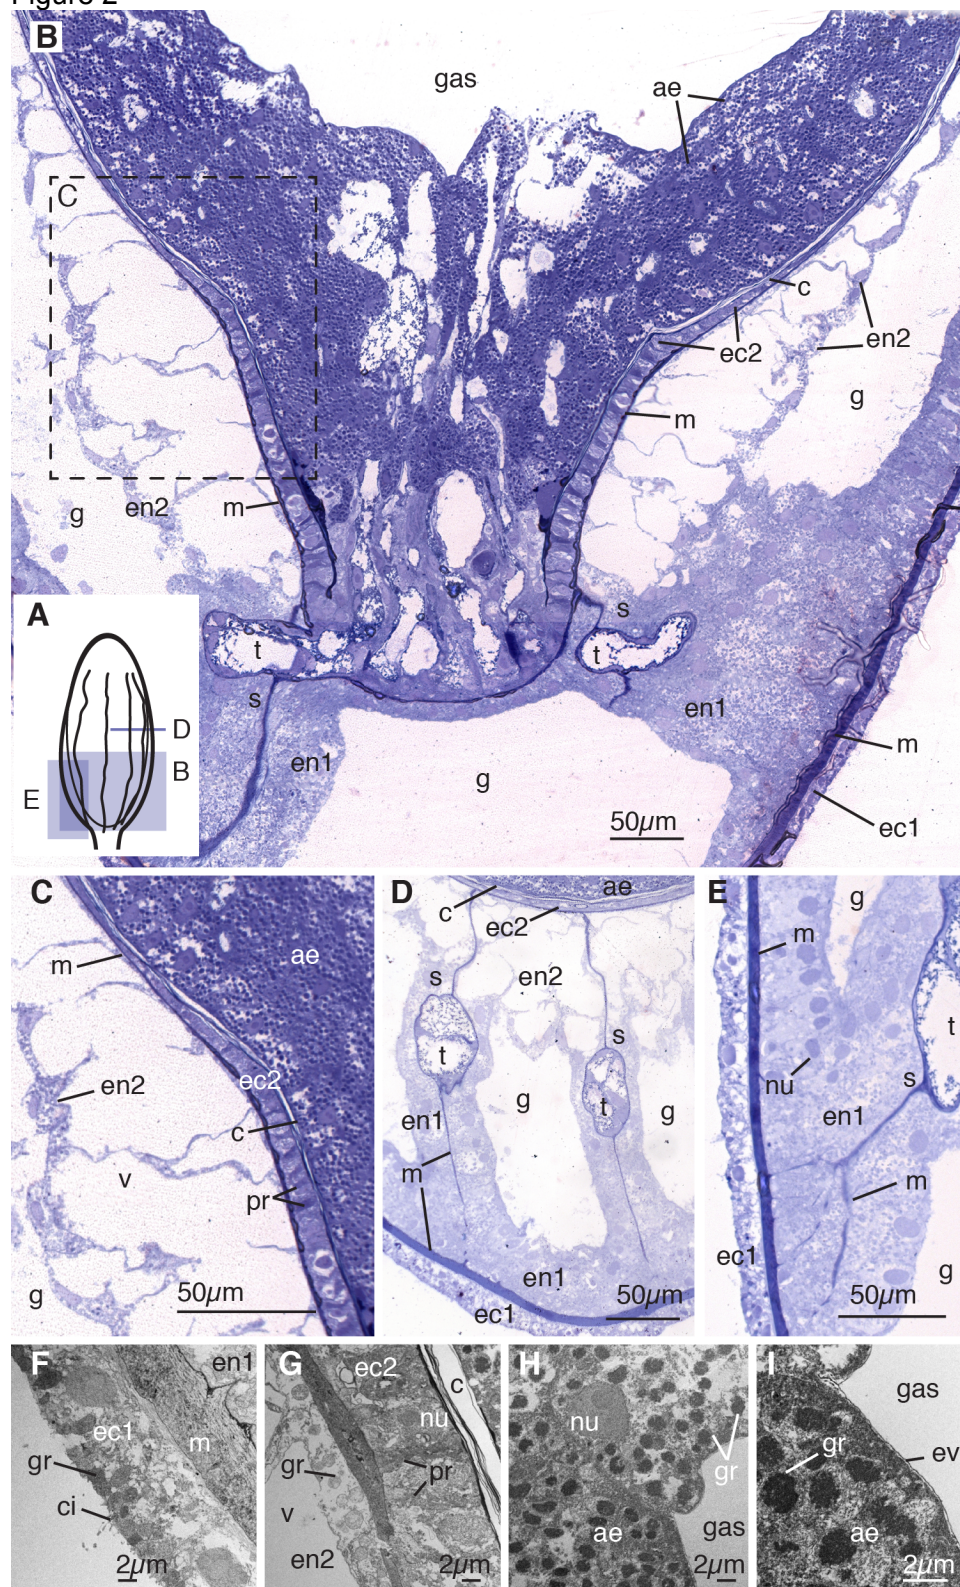 Figure 2
B
gas
ae
C
c
ec2
en2
g
m
g
en2
m
s
t
t
s
en1
en1
g
m
ec1
50µm
A
D
B
E
C
m
ae
ec2
en2
c
v
pr
g
50µm
D
ae
c
ec2
s
en2
s
t
t
g
g
en1
m
en1
50µm
ec1
E
g
m
t
nu
s
en1
m
ec1
g
50µm
F
en1
ec1
m
gr
ci
2µm
G
ec2
c
nu
gr
pr
v
en2
2µm
H
nu
gr
ae
gas
2µm
I
gas
gr
ev
ae
2µm